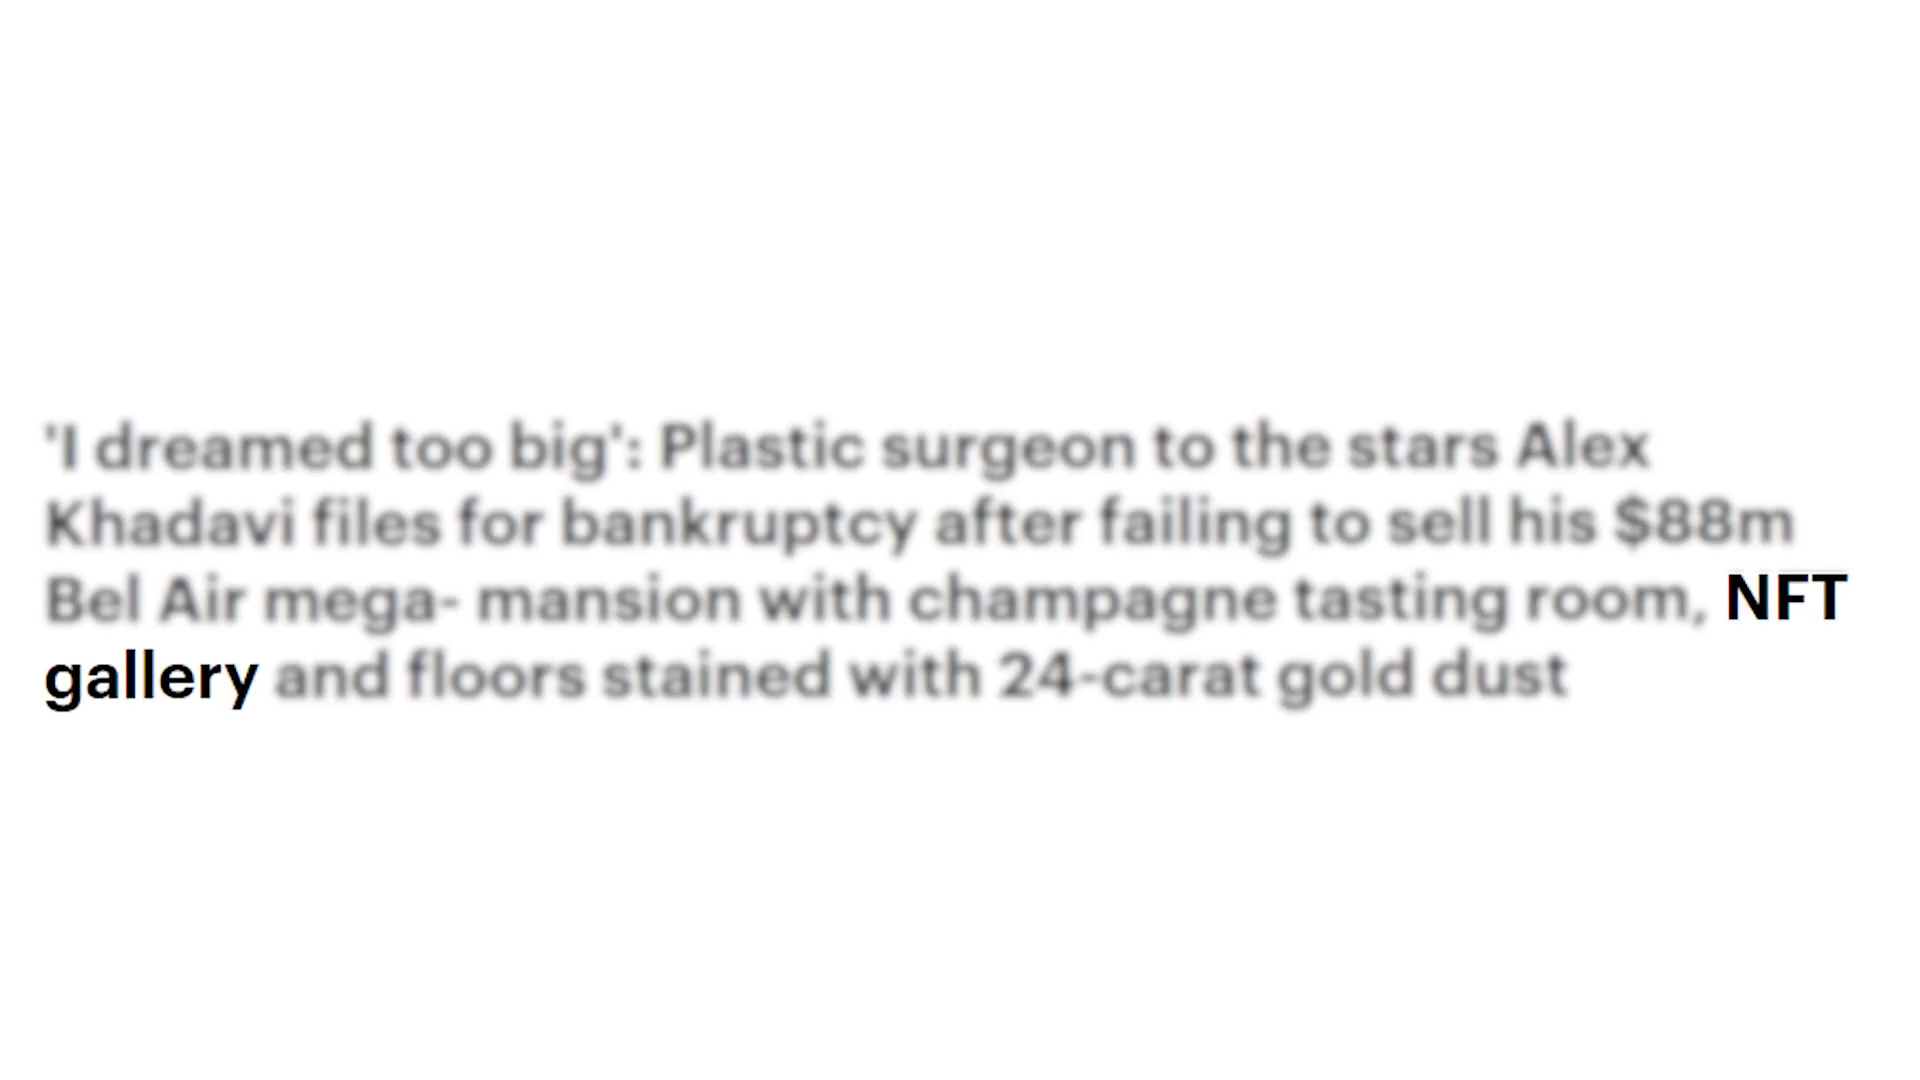 'I dreamed too big': Plastic surgeon to the stars Alex
Khadavi files for bankruptcy after failing to sell his $88m
Bel Air mega- mansion with champagne tasting room, NFT
gallery and floors stained with 24-carat gold dust